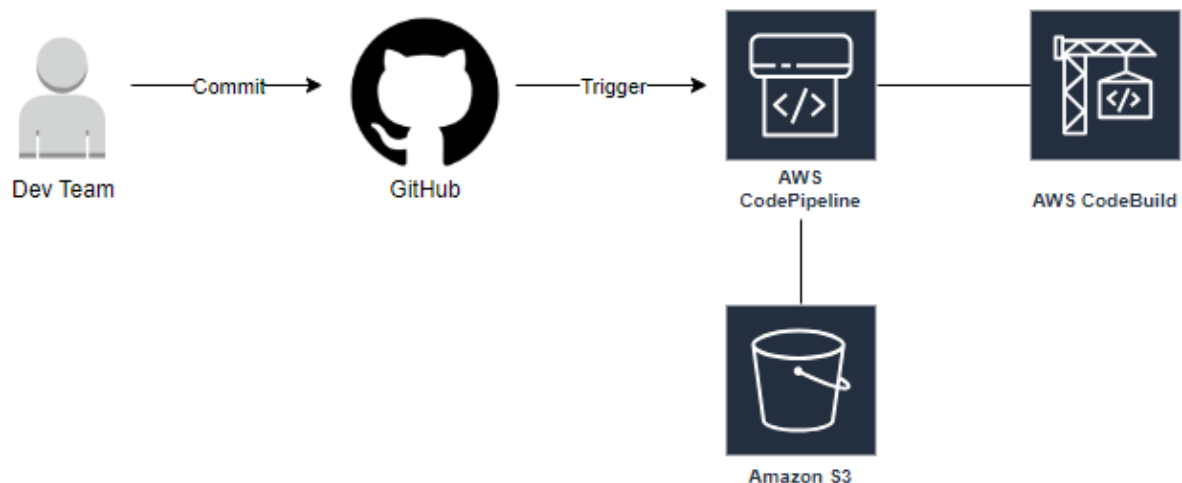 Commit
Trigger
</>
</>
Dev Team
GitHub
AWS
CodePipeline
AWS CodeBuild
Amazon S3